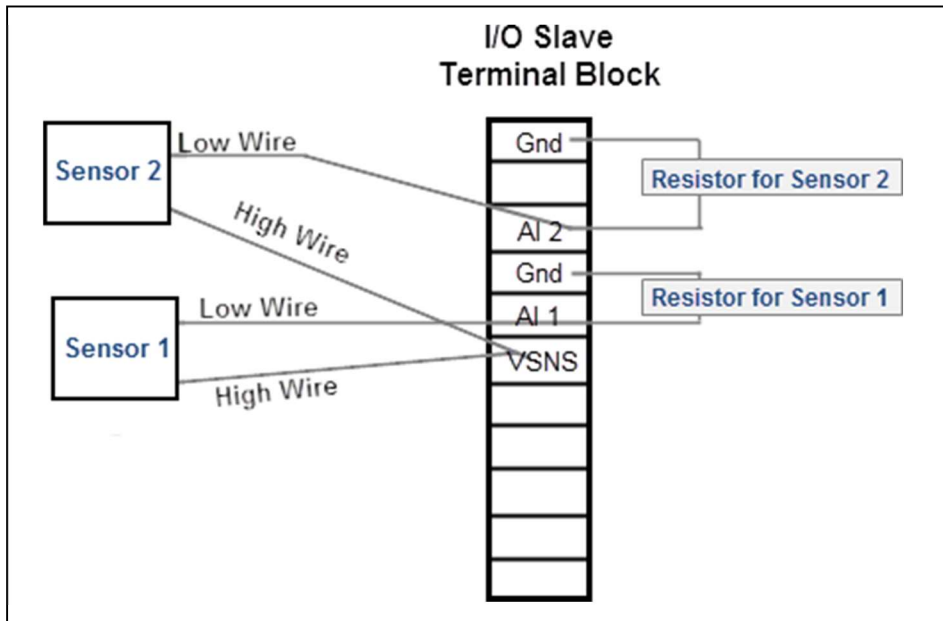 I/O Slave
Terminal Block
Gnd
Low Wire
Sensor 2
Resistor for Sensor 2
High Wire
AI 2
Gnd
Resistor for Sensor 1
Low Wire
AI 1
Sensor 1
VSNS
High Wire